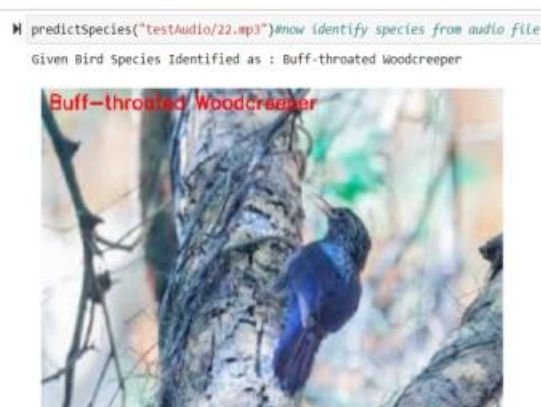 predictSpecies("testAudio/22.mp3")#now identify species from audio file
Given Bird Species Identified as : Buff-throated Woodcreeper
Buff-throated Woodcreeper